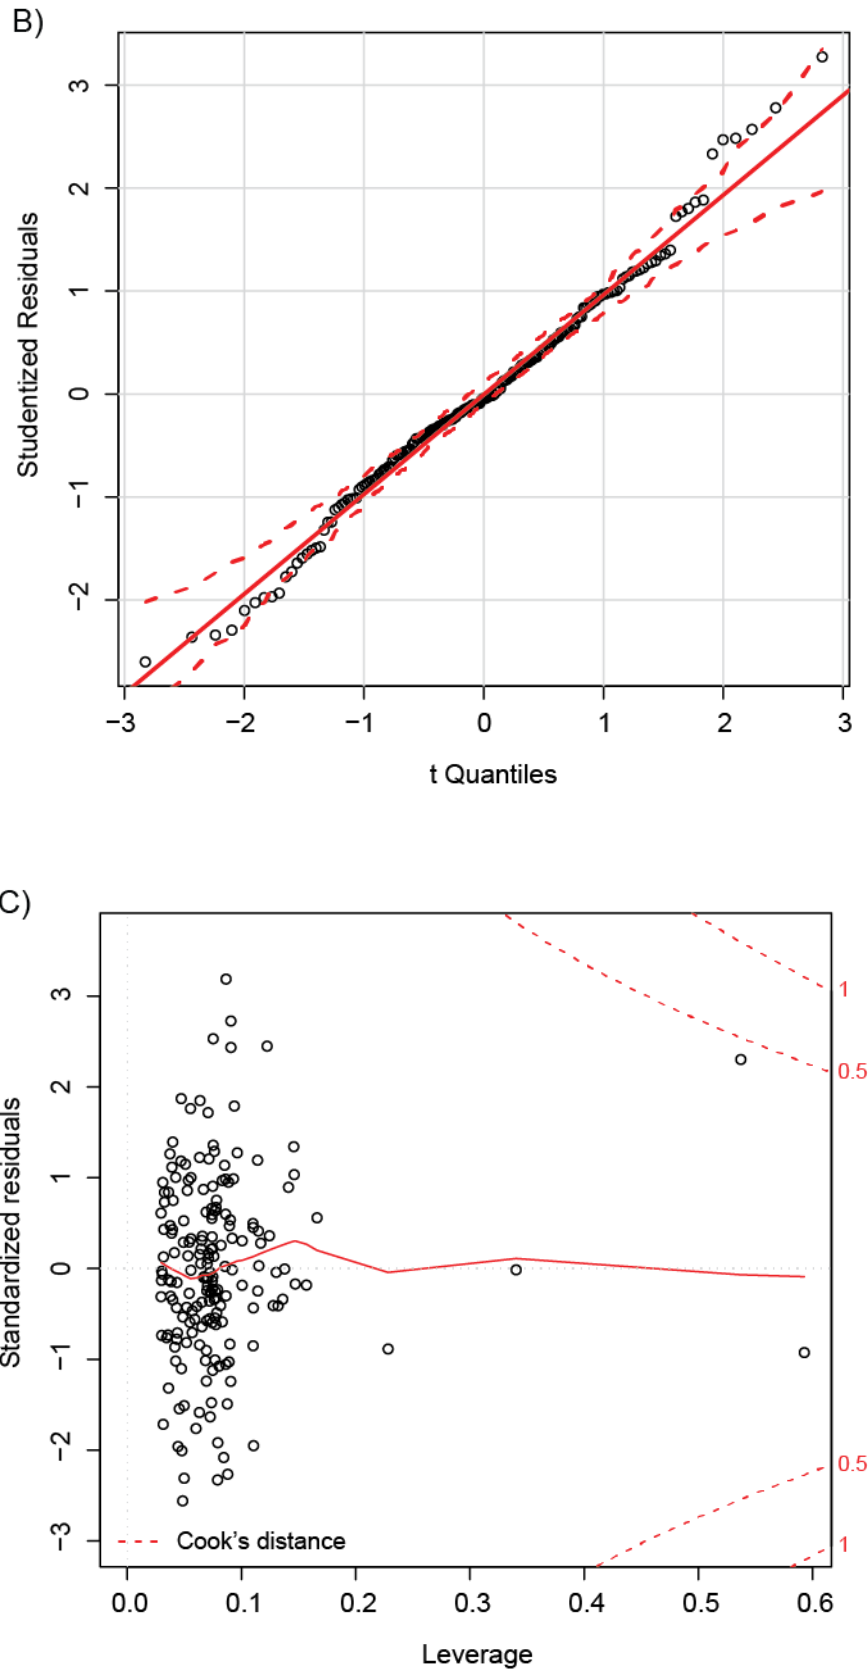 B)
3
2
1
0
−1
−2
Studentized Residuals
−3 −2 −1 0 1 2 3
t Quantiles
C)
3
2
1
0
−1
−2
−3
Standardized residuals
1
0.5
0.5
1
Cook's distance
0.0 0.1 0.2 0.3 0.4 0.5 0.6
Leverage